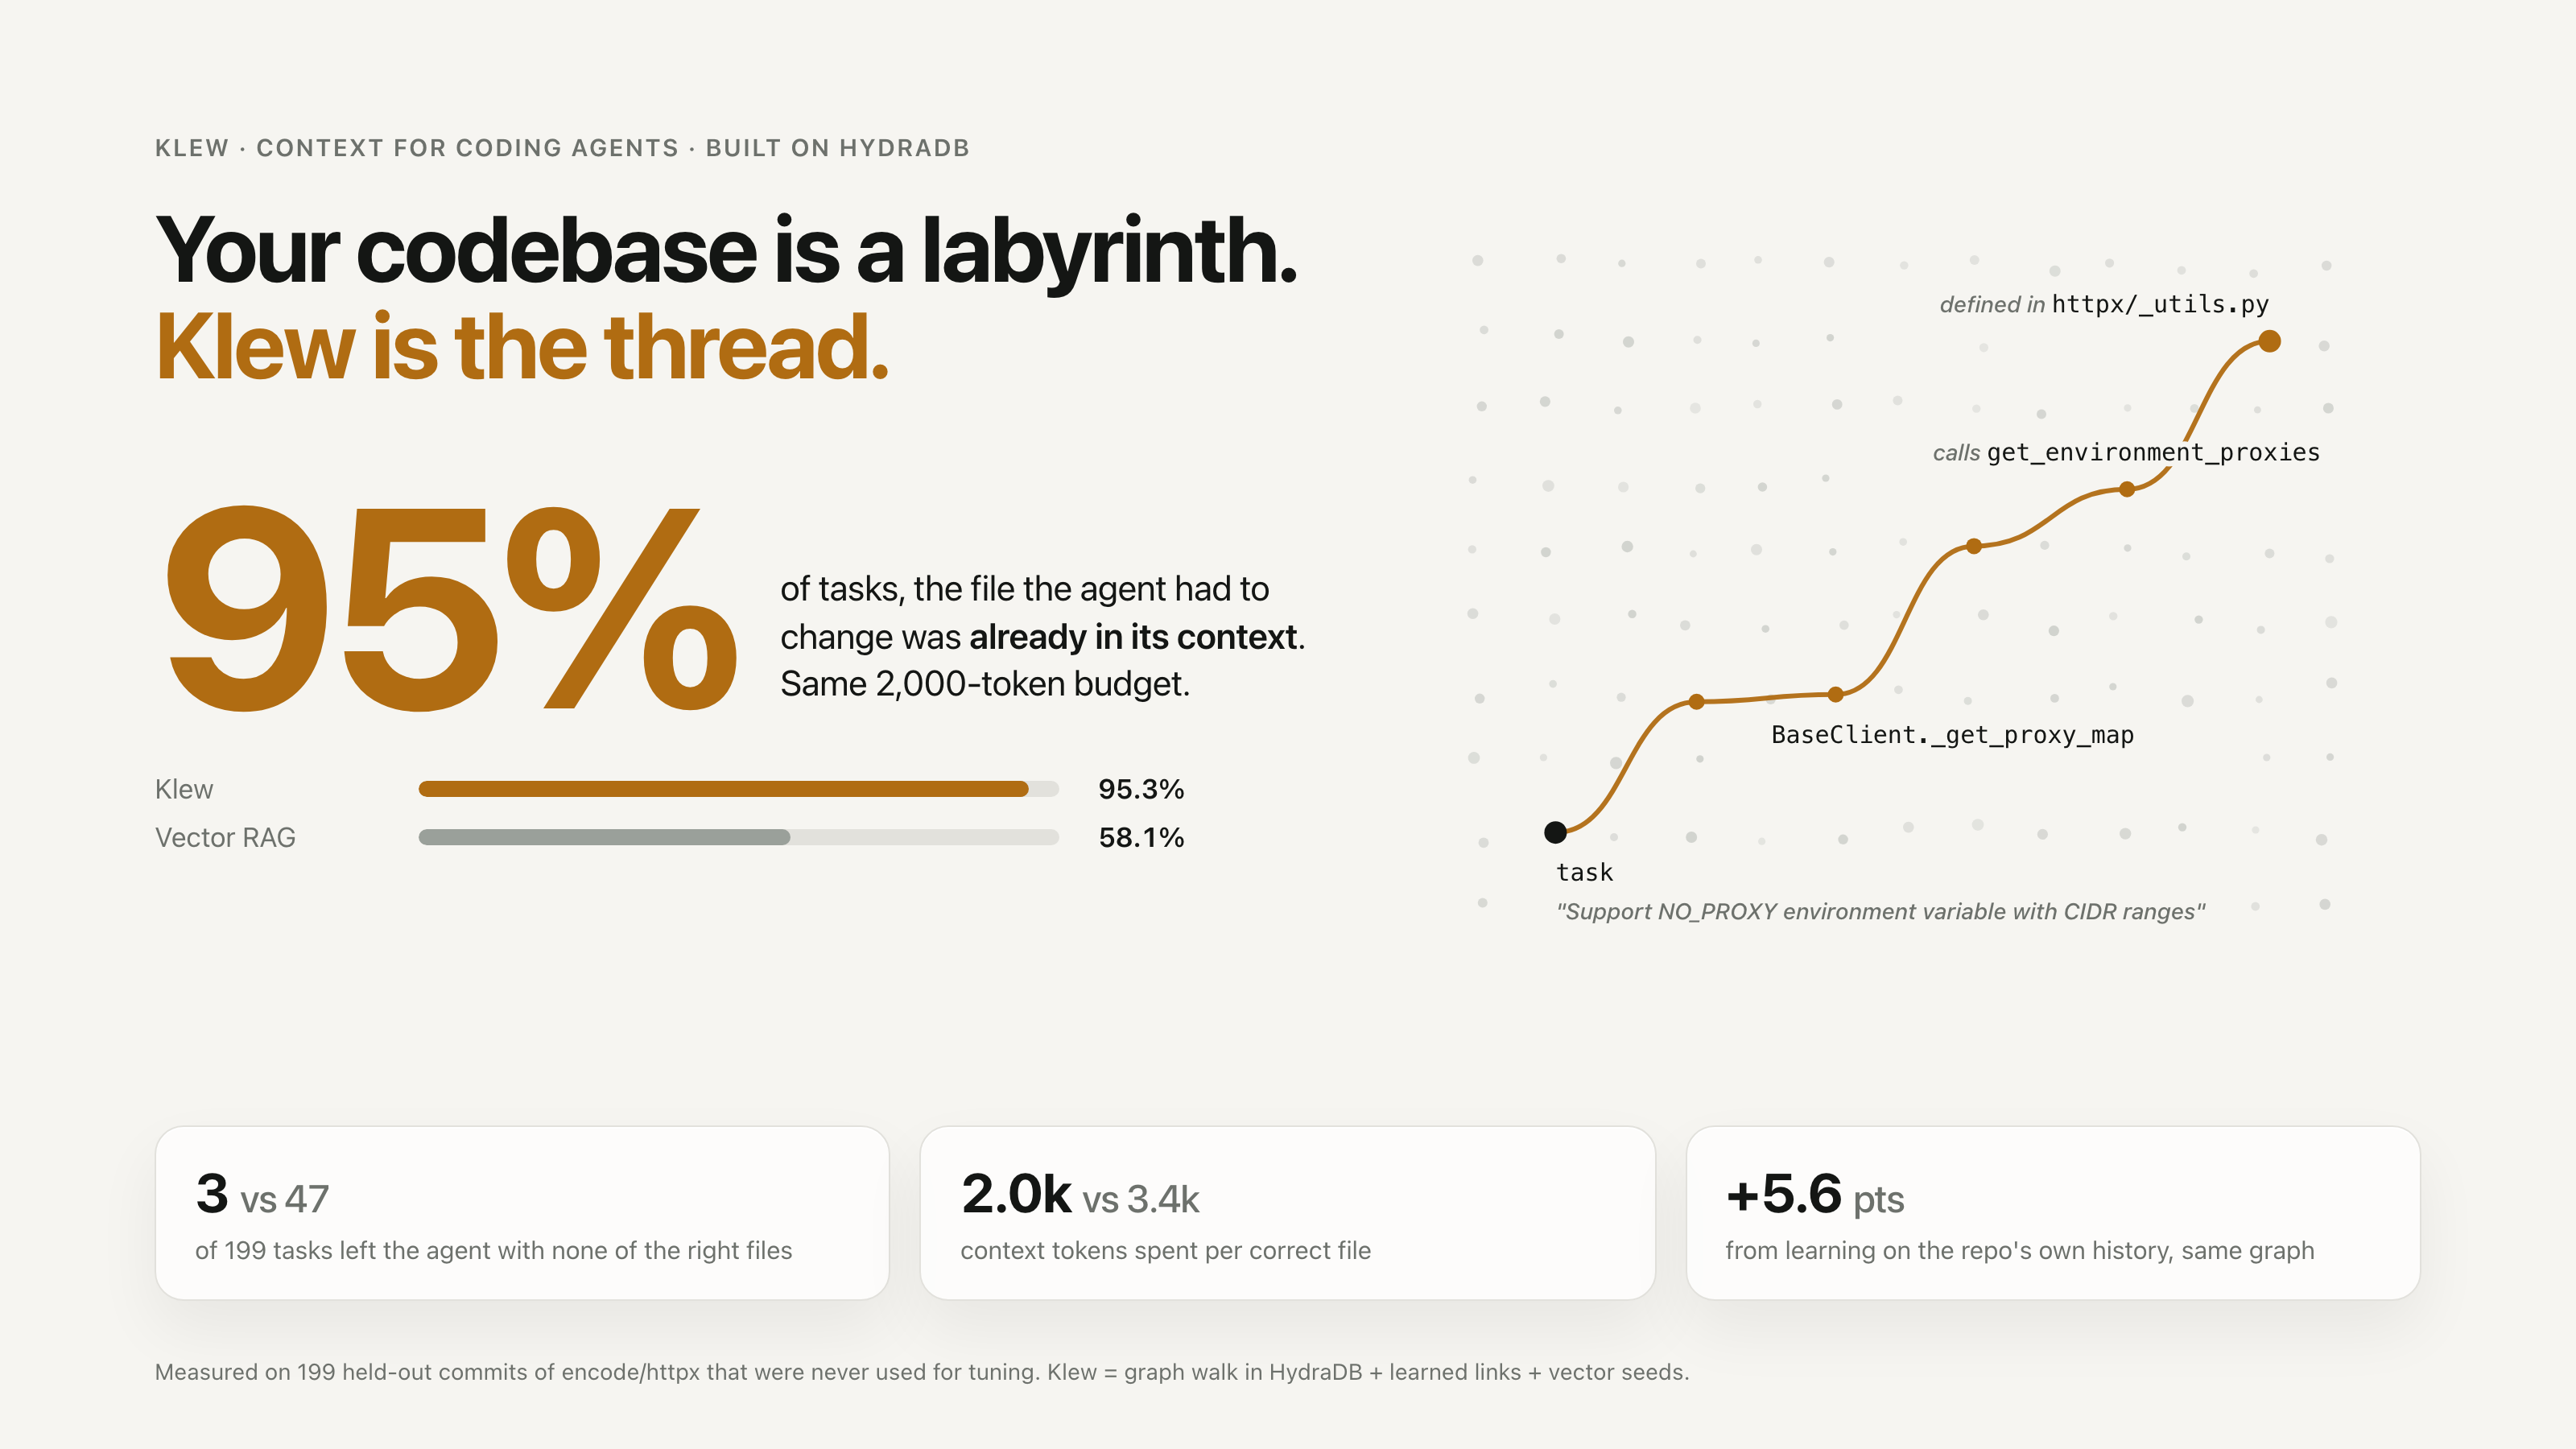 KLEW · CONTEXT FOR CODING AGENTS · BUILT ON HYDRADB
Your codebase is a labyrinth.
Klew is the thread.
95%
of tasks, the file the agent had to
change was already in its context.
Same 2,000-token budget.
Klew 95.3%
Vector RAG 58.1%
defined in httpx/_utils.py
calls get_environment_proxies
BaseClient._get_proxy_map
task
"Support NO_PROXY environment variable with CIDR ranges"
3 vs 47
of 199 tasks left the agent with none of the right files
2.0k vs 3.4k
context tokens spent per correct file
+5.6 pts
from learning on the repo's own history, same graph
Measured on 199 held-out commits of encode/httpx that were never used for tuning. Klew = graph walk in HydraDB + learned links + vector seeds.